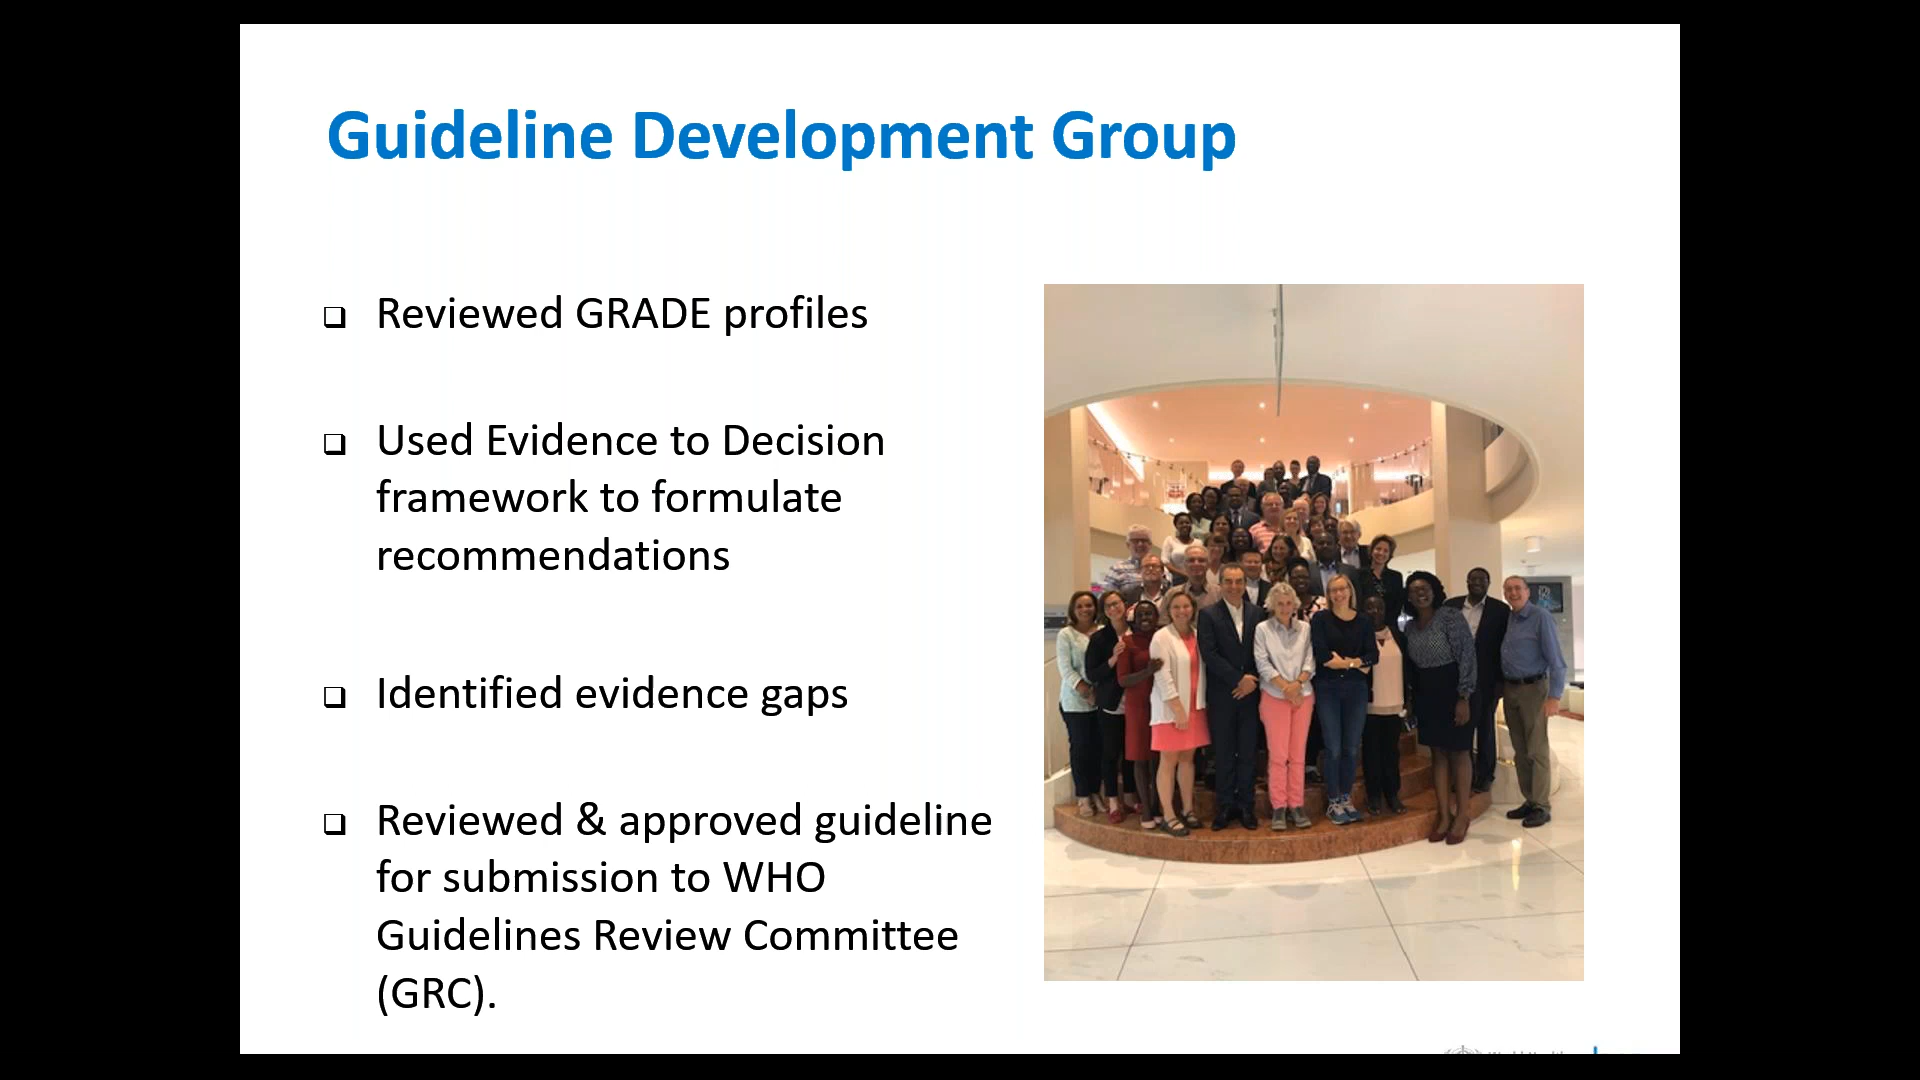 Guideline Development Group
❑ Reviewed GRADE profiles
❑ Used Evidence to Decision
framework to formulate
recommendations
❑ Identified evidence gaps
❑ Reviewed & approved guideline
for submission to WHO
Guidelines Review Committee
(GRC).